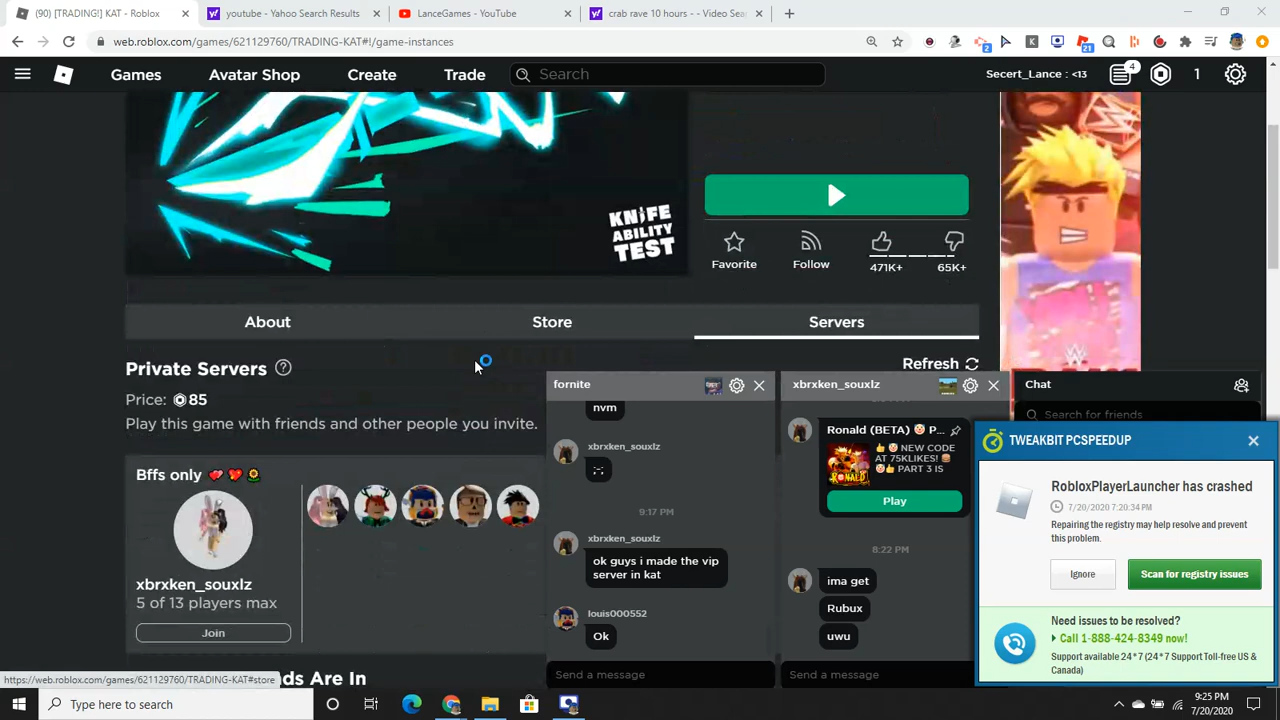 [TRADING!] KAT - Roblox
youtube - Yahoo Search Results
LanceGames - YouTube
crab rave 10 hours - - Video Sea
web.roblox.com/games/621129760/TRADING-KAT#!/game-instances
2
K
21
Games
Avatar Shop
Create
Trade
Search
Secert_Lance : <13
4
1
KNIFE
ABILITY
TEST
Favorite
Follow
471K+
65K+
About
Store
Servers
Private Servers
Refresh
Price: 85
Play this game with friends and other people you invite.
Bffs only
xbrxken_souxlz
5 of 13 players max
Join
nds Are In
https://web.roblox.com/games/621129760/TRADING-KAT#store
fornite
nvm
xbrxken_souxlz
;-;
9:17 PM
xbrxken_souxlz
ok guys i made the vip
server in kat
louis000552
Ok
Send a message
xbrxken_souxlz
Ronald (BETA) 🤡 P...
NEW CODE
AT 75KLIKES!
PART 3 IS
RONALD
Play
8:22 PM
ima get
Rubux
uwu
Send a message
Chat
Search for friends
TWEAKBIT PCSPEEDUP
RobloxPlayerLauncher has crashed
7/20/2020 7:20:34 PM
Repairing the registry may help resolve and prevent
this problem.
Ignore
Scan for registry issues
Need issues to be resolved?
Call 1-888-424-8349 now!
Support available 24*7 (24*7 Support Toll-free US &
Canada)
Type here to search
9:25 PM
7/20/2020